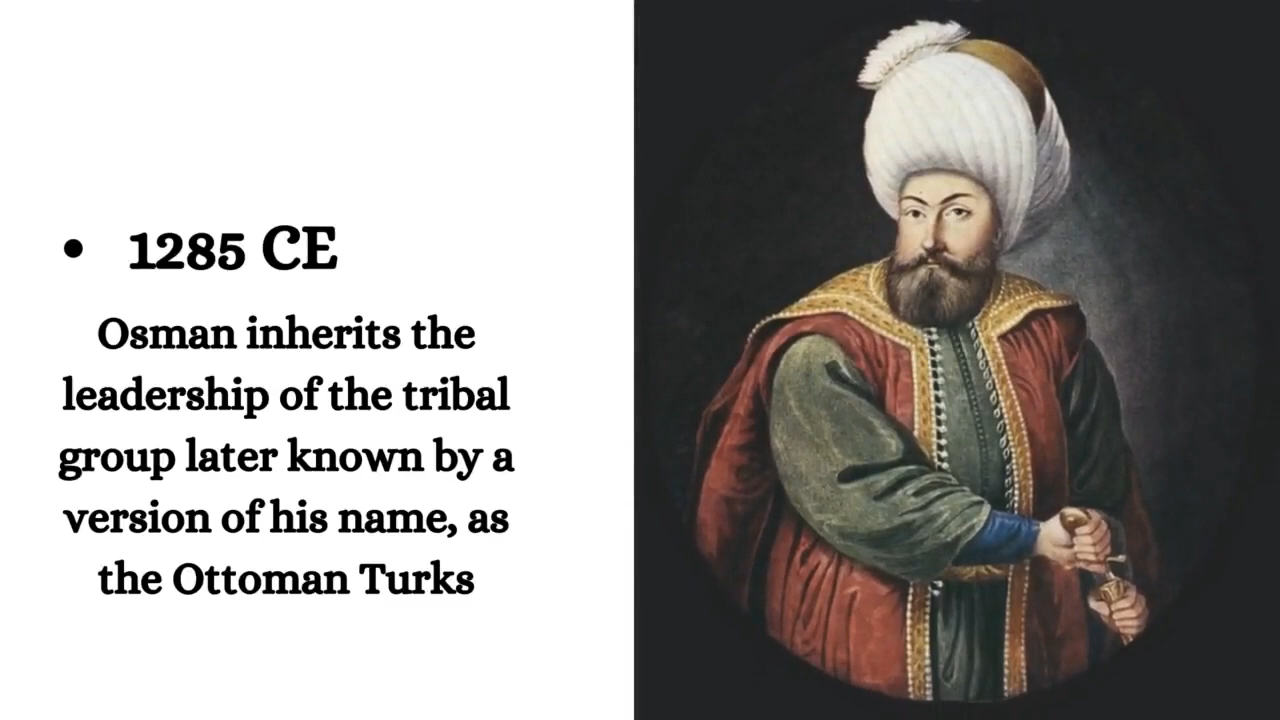 • 1285 CE
Osman inherits the
leadership of the tribal
group later known by a
version of his name, as
the Ottoman Turks